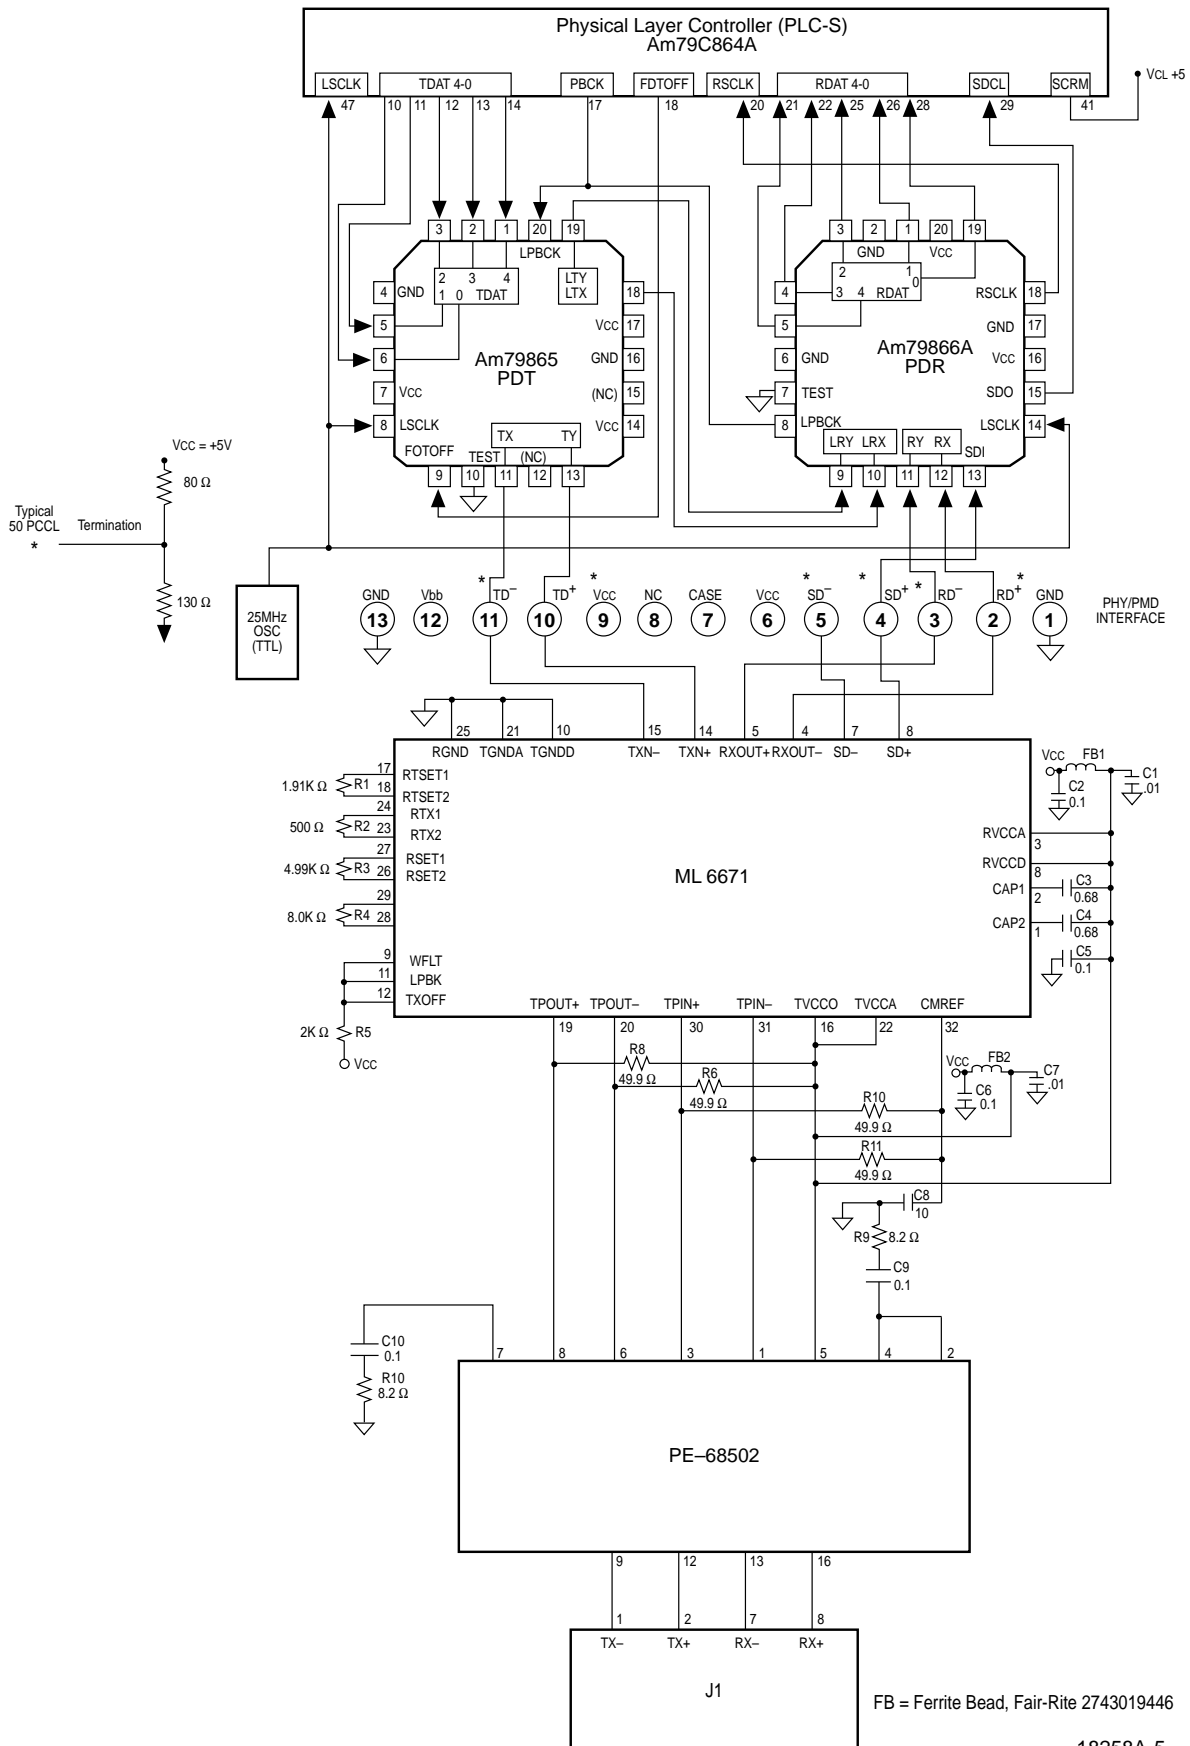 Physical Layer Controller (PLC-S)
Am79C864A
LSCLK TDAT 4-0 PBCK FDTOFF RSCLK RDAT 4-0 SDCL SCRM
VCL +5
47 10 11 12 13 14 17 18 20 21 22 25 26 28 29 41
3 2 1 20 19
LPBCK
2 3 4
1 0 TDAT
LTY
LTX
4 GND
5
6
7 VCC
8 LSCLK
18
VCC 17
GND 16
(NC) 15
VCC 14
Am79865
PDT
TX TY
FOTOFF TEST (NC)
9 10 11 12 13
3 2 1 20 19
GND VCC
2 1 0
3 4 RDAT
4
5
6 GND
7 TEST
8 LPBCK
RSCLK 18
GND 17
VCC 16
SDO 15
LSCLK 14
Am79866A
PDR
LRY LRX RY RX
SDI
9 10 11 12 13
VCC = +5V
80 Ω
Typical
50 PCCL
*
Termination
130 Ω
25MHz
OSC
(TTL)
GND Vbb * TD– TD+ * VCC NC CASE VCC * SD– * SD+ * RD– RD+ * GND
13 12 11 10 9 8 7 6 5 4 3 2 1
PHY/PMD
INTERFACE
25 21 10 15 14 5 4 7 8
RGND TGNDA TGNDD TXN– TXN+ RXOUT+ RXOUT– SD– SD+
1.91K Ω R1 17 18 RTSET1
RTSET2
500 Ω R2 24 23 RTX1
RTX2
4.99K Ω R3 27 26 RSET1
RSET2
8.0K Ω R4 29 28
9 WFLT
11 LPBK
12 TXOFF
2K Ω R5
VCC
ML 6671
VCC FB1
C2
0.1
C1
.01
RVCCA 3
RVCCD 8
CAP1 2 C3
0.68
CAP2 1 C4
0.68
C5
0.1
TPOUT+ TPOUT– TPIN+ TPIN– TVCCO TVCCA CMREF
19 20 30 31 16 22 32
R8
49.9 Ω
R6
49.9 Ω
R10
49.9 Ω
R11
49.9 Ω
VCC FB2
C6
0.1
C7
.01
C8
10
R9 8.2 Ω
C9
0.1
C10
0.1
R10
8.2 Ω
7 8 6 3 1 5 4 2
PE–68502
9 12 13 16
1 2 7 8
TX– TX+ RX– RX+
J1
FB = Ferrite Bead, Fair-Rite 2743019446
18258A-5